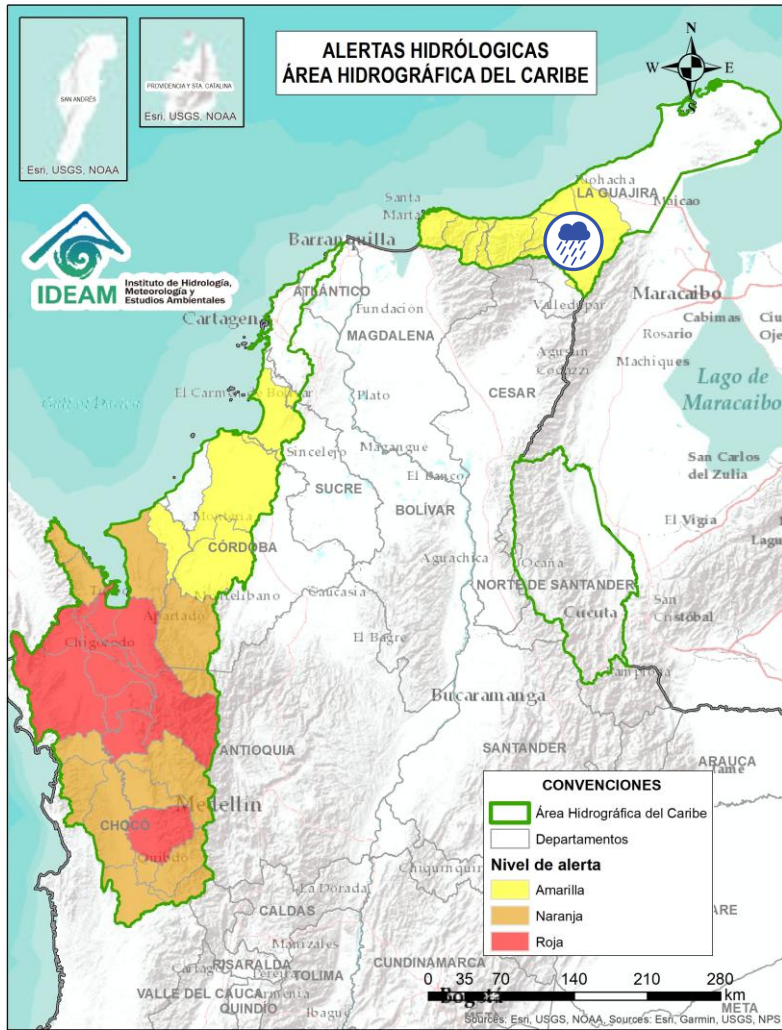 ALERTAS HIDRÓLOGICAS
ÁREA HIDROGRÁFICA DEL CARIBE
N
W
E
S
SAN ANDRÉS
Esri, USGS, NOAA
PROVIDENCIA Y STA. CATALINA
Esri, USGS, NOAA
IDEAM
Instituto de Hidrología,
Meteorología y
Estudios Ambientales
Riohacha
LA GUAJIRA
Maicao
Santa
Marta
Barranquilla
ATLÁNTICO
Cartagena
Fundación
MAGDALENA
Valledupar
Maracaibo
Cabimas
Rosario
Machiques
Agustín
Codazzi
CESAR
Lago de
Maracaibo
El Carmen de Bolívar
Plato
Sincelejo
Magangue
El Banco
SUCRE
BOLÍVAR
San Carlos
del Zulia
El Vigía
Montería
CÓRDOBA
Aguachica
Ocaña
NORTE DE SANTANDER
Cucuta
San
Cristóbal
Montelíbano
Caucasia
Apartadó
El Bagre
Chigorodó
Bucaramanga
Pamplona
ANTIOQUIA
SANTANDER
ARAUCA
Medellín
CHOCÓ
Quibdó
La Dorada
CALDAS
Manizales
RISARALDA
Pereira
TOLIMA
CUNDINAMARCA
VALLE DEL CAUCA
Armenia
QUINDÍO
Ibague
Bogotá
META
CONVENCIONES
Área Hidrográfica del Caribe
Departamentos
Nivel de alerta
Amarilla
Naranja
Roja
0 35 70 140 210 280
km
Sources: Esri, USGS, NOAA, Sources: Esri, Garmin, USGS, NPS